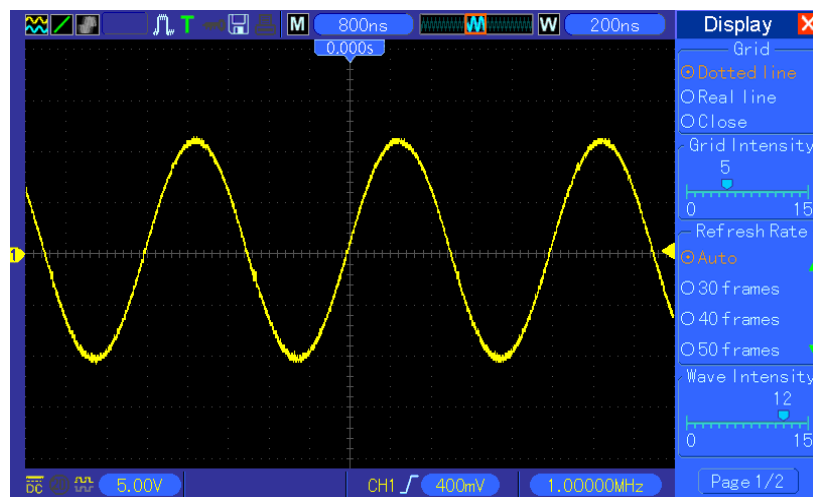 T M 800ns W 200ns
0.000s
1
DC 5.00V CH1 400mV 1.00000MHz
Display X
Grid
Dotted line
Real line
Close
Grid Intensity
5
0 15
Refresh Rate
Auto
30 frames
40 frames
50 frames
Wave Intensity
12
0 15
Page 1/2